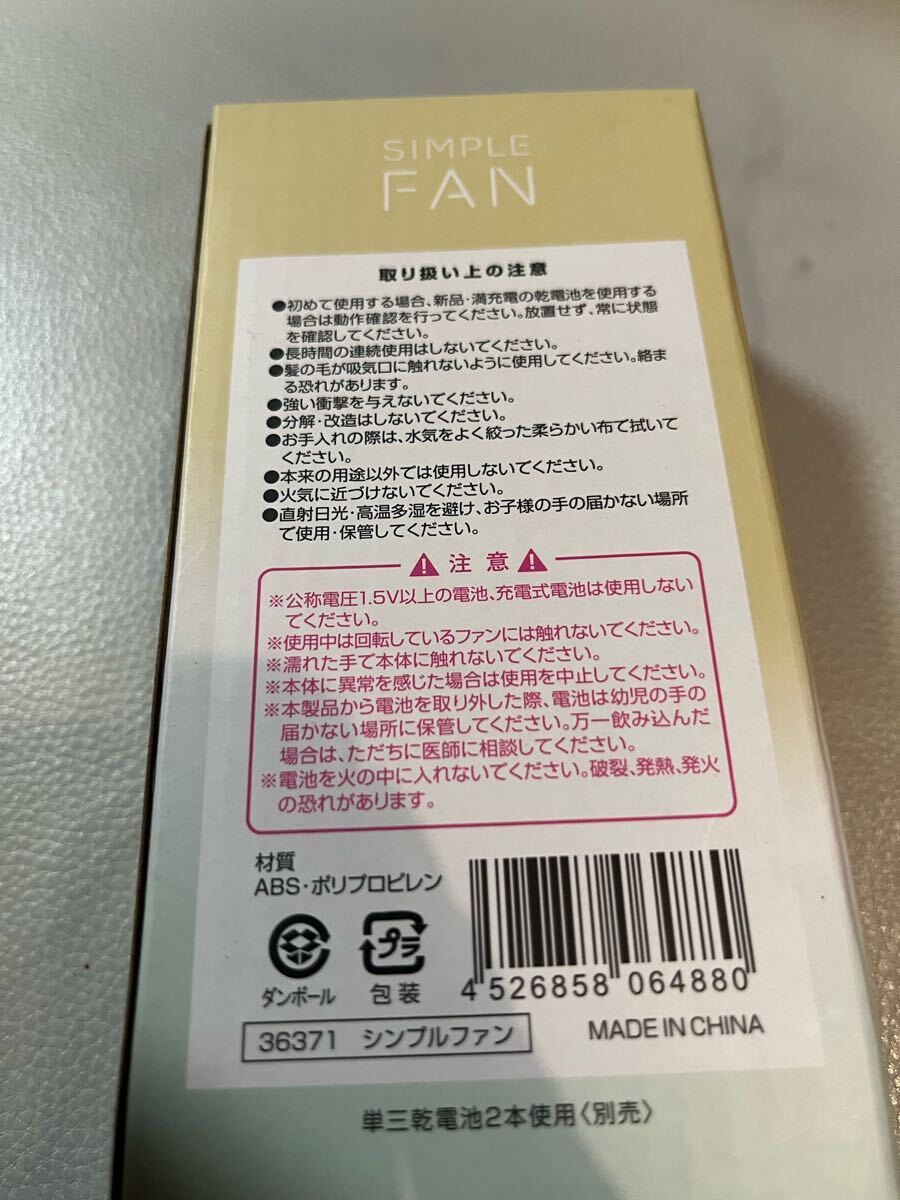 SIMPLE
FAN
取り扱い上の注意
●初めて使用する場合、新品・満充電の乾電池を使用する
場合は動作確認を行ってください。放置せず、常に状態
を確認してください。
●長時間の連続使用はしないでください。
●髪の毛が吸気口に触れないように使用してください。絡ま
る恐れがあります。
●強い衝撃を与えないでください。
●分解・改造はしないでください。
●お手入れの際は、水気をよく絞った柔らかい布で拭いて
ください。
●本来の用途以外では使用しないでください。
●火気に近づけないでください。
●直射日光・高温多湿を避け、お子様の手の届かない場所
で使用・保管してください。
注意
※公称電圧1.5V以上の電池、充電式電池は使用しない
でください。
※使用中は回転しているファンには触れないでください。
※濡れた手で本体に触れないでください。
※本体に異常を感じた場合は使用を中止してください。
※本製品から電池を取り外した際、電池は幼児の手の
届かない場所に保管してください。万一飲み込んだ
場合は、ただちに医師に相談してください。
※電池を火の中に入れないでください。破裂、発熱、発火
の恐れがあります。
材質
ABS・ポリプロピレン
プラ
ダンボール 包装
4 526858 064880
36371 シンプルファン
MADE IN CHINA
単三乾電池2本使用〈別売〉